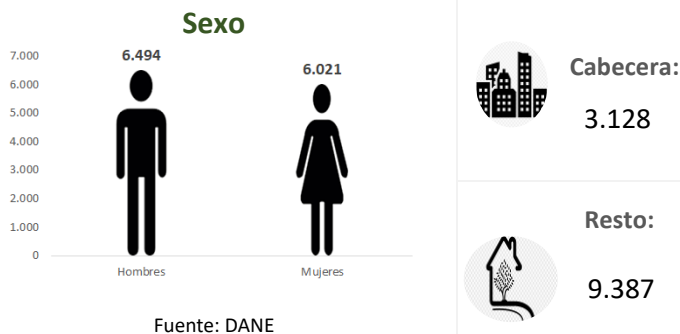 Sexo
7.000
6.000
5.000
4.000
3.000
2.000
1.000
0
6.494
6.021
Hombres
Mujeres
Fuente: DANE
Cabecera:
3.128
Resto:
9.387